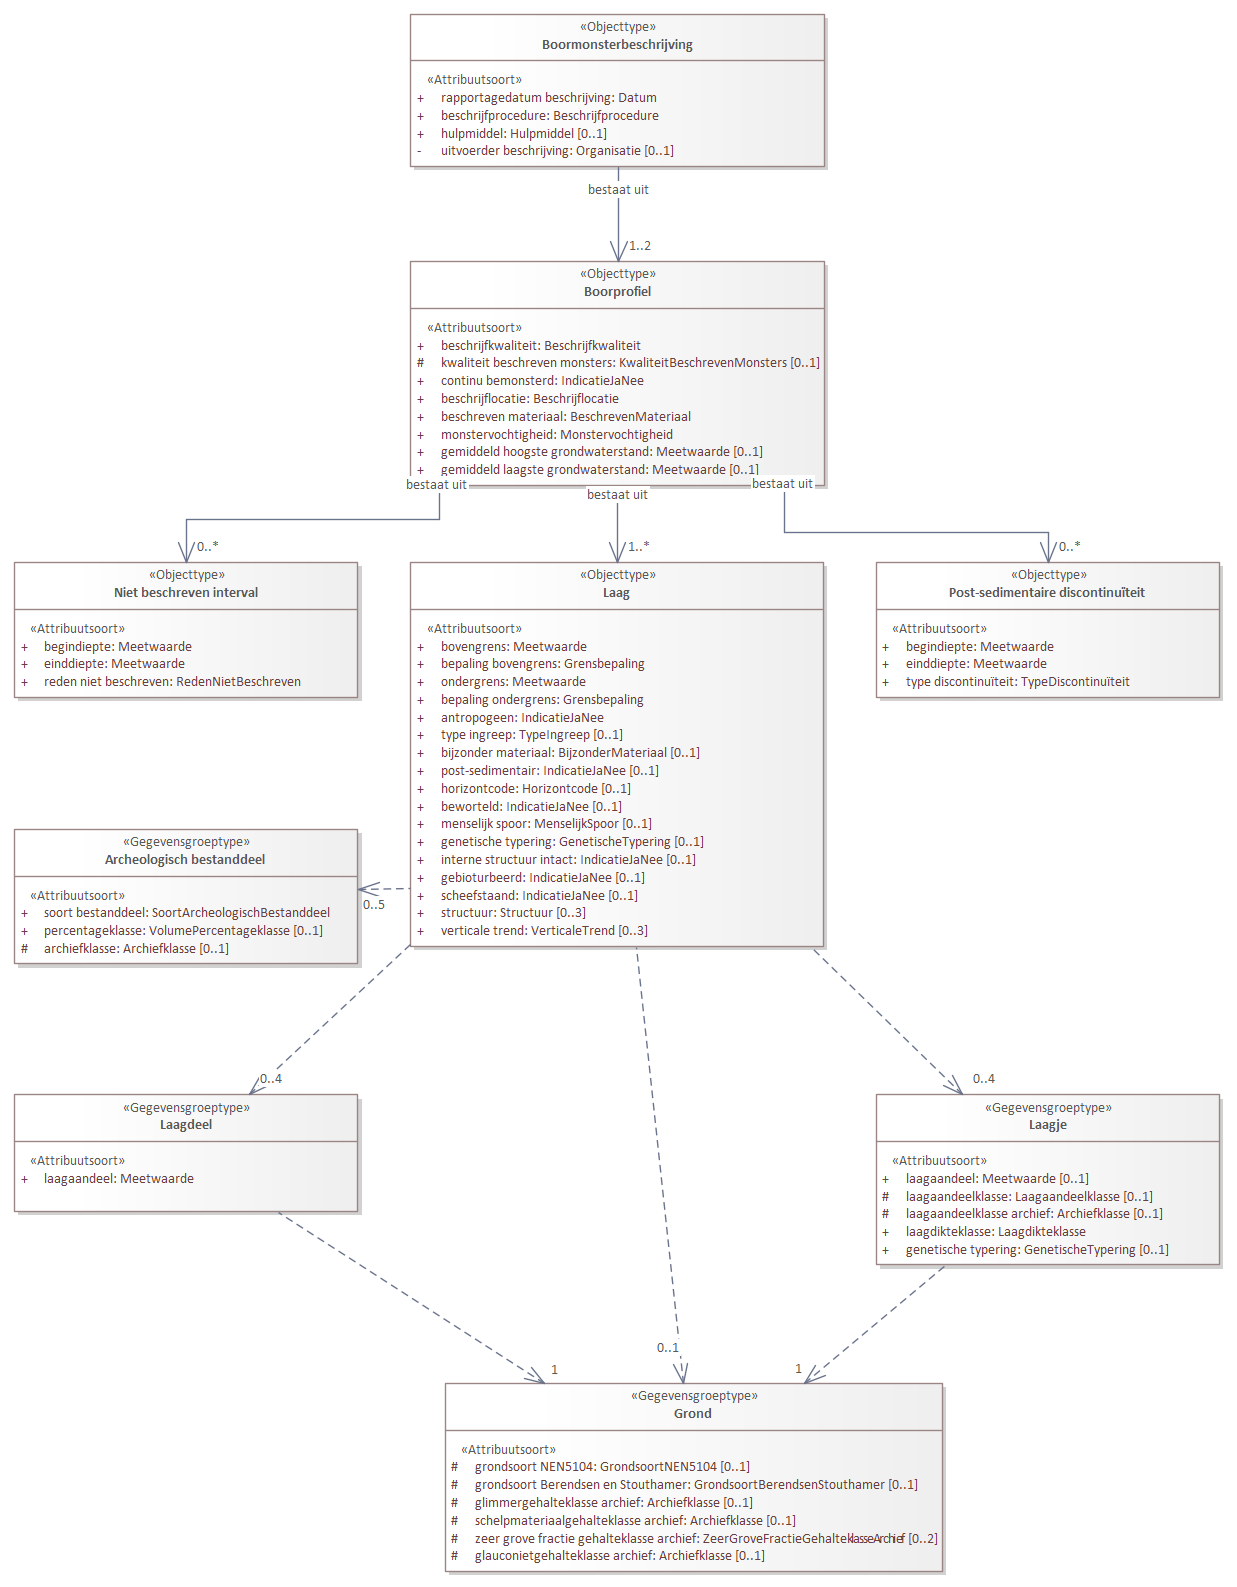 «Objecttype»
Boormonsterbeschrijving
«Attribuutsoort»
+ rapportagedatum beschrijving: Datum
+ beschrijfprocedure: Beschrijfprocedure
+ hulpmiddel: Hulpmiddel [0..1]
- uitvoerder beschrijving: Organisatie [0..1]
bestaat uit
1..2
«Objecttype»
Boorprofiel
«Attribuutsoort»
+ beschrijfkwaliteit: Beschrijfkwaliteit
# kwaliteit beschreven monsters: KwaliteitBeschrevenMonsters [0..1]
+ continu bemonsterd: IndicatieJaNee
+ beschrijflocatie: Beschrijflocatie
+ beschreven materiaal: BeschrevenMateriaal
+ monstervochtigheid: Monstervochtigheid
+ gemiddeld hoogste grondwaterstand: Meetwaarde [0..1]
+ gemiddeld laagste grondwaterstand: Meetwaarde [0..1]
bestaat uit
bestaat uit
bestaat uit
0..*
1..*
0..*
«Objecttype»
Niet beschreven interval
«Attribuutsoort»
+ begindiepte: Meetwaarde
+ einddiepte: Meetwaarde
+ reden niet beschreven: RedenNietBeschreven
«Objecttype»
Laag
«Attribuutsoort»
+ bovengrens: Meetwaarde
+ bepaling bovengrens: Grensbepaling
+ ondergrens: Meetwaarde
+ bepaling ondergrens: Grensbepaling
+ antropogeen: IndicatieJaNee
+ type ingreep: TypeIngreep [0..1]
+ bijzonder materiaal: BijzonderMateriaal [0..1]
+ post-sedimentair: IndicatieJaNee [0..1]
+ horizontcode: Horizontcode [0..1]
+ beworteld: IndicatieJaNee [0..1]
+ menselijk spoor: MenselijkSpoor [0..1]
+ genetische typering: GenetischeTypering [0..1]
+ interne structuur intact: IndicatieJaNee [0..1]
+ gebioturbeerd: IndicatieJaNee [0..1]
+ scheefstaand: IndicatieJaNee [0..1]
+ structuur: Structuur [0..3]
+ verticale trend: VerticaleTrend [0..3]
«Objecttype»
Post-sedimentaire discontinuïteit
«Attribuutsoort»
+ begindiepte: Meetwaarde
+ einddiepte: Meetwaarde
+ type discontinuïteit: TypeDiscontinuïteit
«Gegevensgroeptype»
Archeologisch bestanddeel
«Attribuutsoort»
+ soort bestanddeel: SoortArcheologischBestanddeel
+ percentageklasse: VolumePercentageklasse [0..1]
# archiefklasse: Archiefklasse [0..1]
0..5
0..4
0..4
«Gegevensgroeptype»
Laagdeel
«Attribuutsoort»
+ laagaandeel: Meetwaarde
«Gegevensgroeptype»
Laagje
«Attribuutsoort»
+ laagaandeel: Meetwaarde [0..1]
# laagaandeelklasse: Laagaandeelklasse [0..1]
# laagaandeelklasse archief: Archiefklasse [0..1]
+ laagdikteklasse: Laagdikteklasse
+ genetische typering: GenetischeTypering [0..1]
1
0..1
1
«Gegevensgroeptype»
Grond
«Attribuutsoort»
# grondsoort NEN5104: GrondsoortNEN5104 [0..1]
# grondsoort Berendsen en Stouthamer: GrondsoortBerendsenStouthamer [0..1]
# glimmergehalteklasse archief: Archiefklasse [0..1]
# schelpmateriaalgehalteklasse archief: Archiefklasse [0..1]
# zeer grove fractie gehalteklasse archief: ZeerGroveFractieGehalteklasseArchief [0..2]
# glauconietgehalteklasse archief: Archiefklasse [0..1]